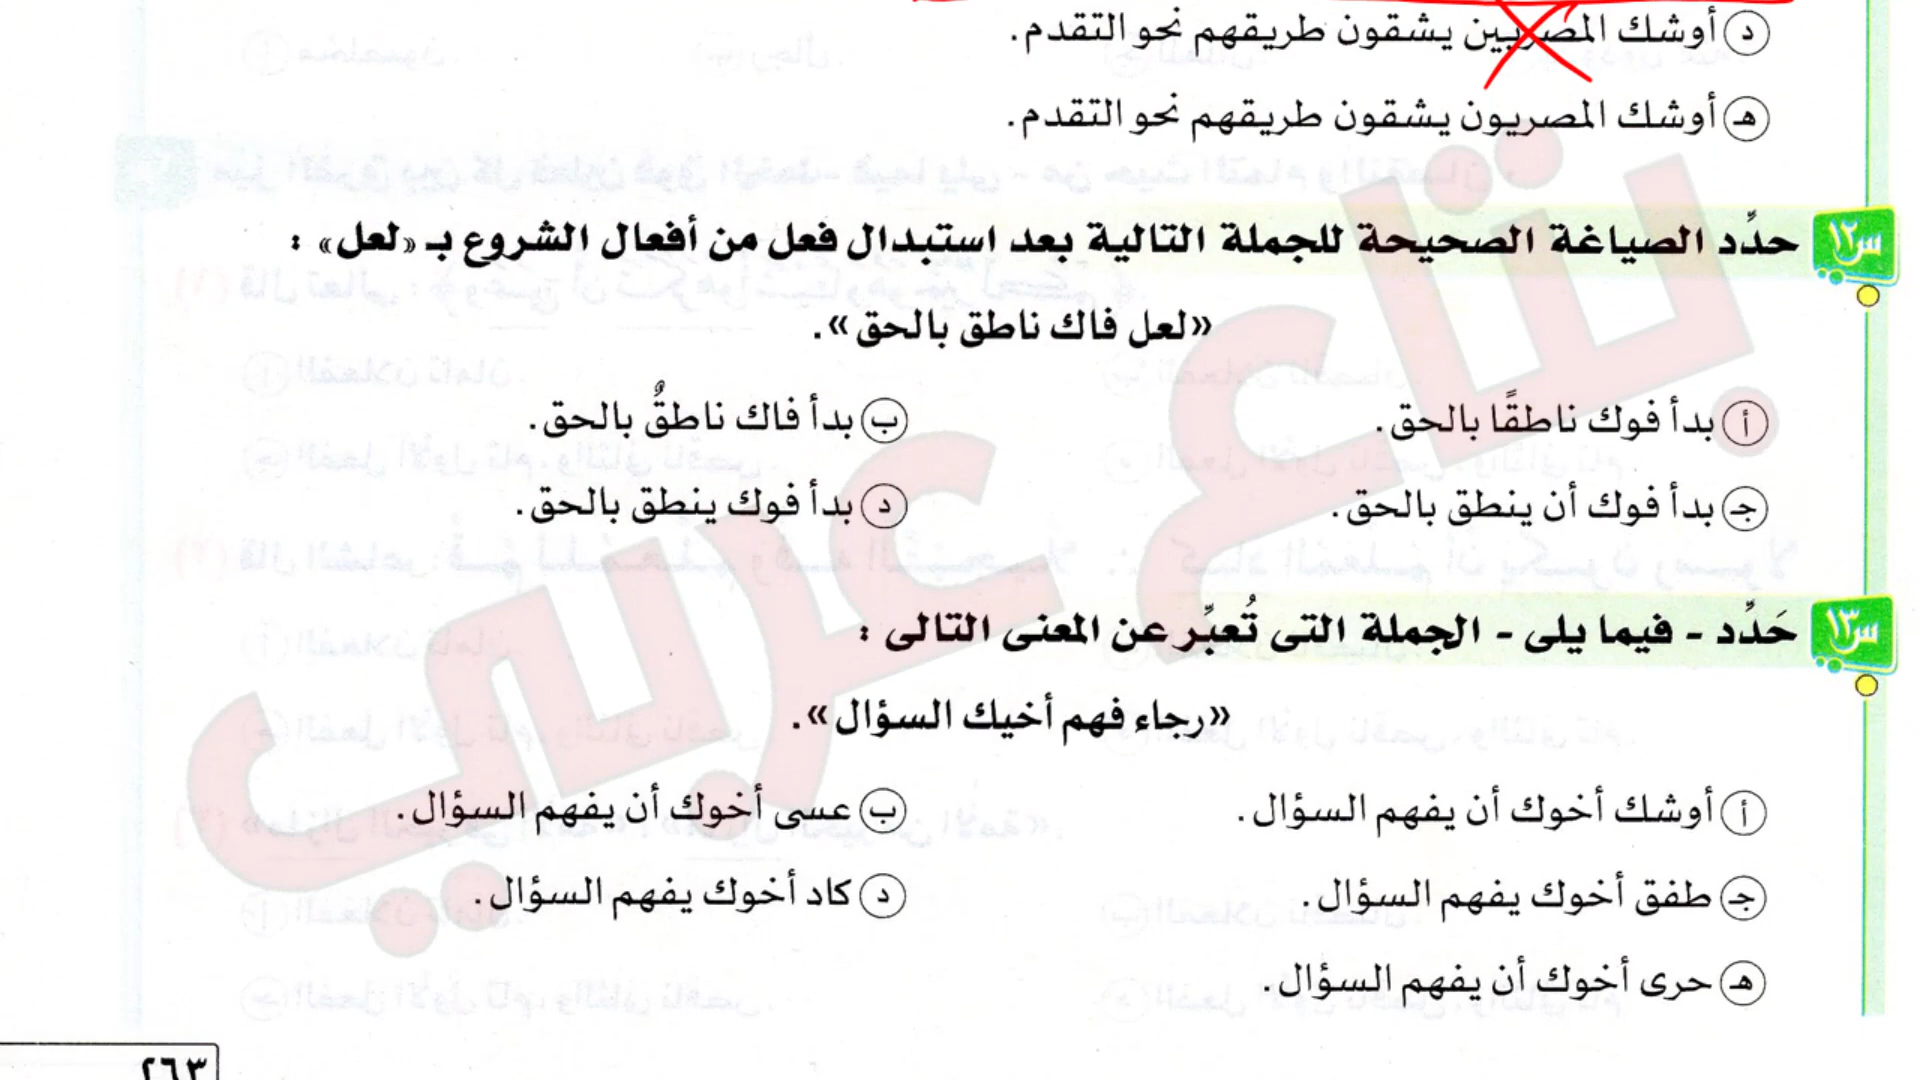 د أوشك المصريين يشقون طريقهم نحو التقدم.
هـ أوشك المصريون يشقون طريقهم نحو التقدم.
س١٢ حدِّد الصياغة الصحيحة للجملة التالية بعد استبدال فعل من أفعال الشروع بـ «لعل» :
«لعل فاك ناطق بالحق».
أ بدأ فوك ناطقًا بالحق. ب بدأ فاك ناطقٌ بالحق.
جـ بدأ فوك أن ينطق بالحق. د بدأ فوك ينطق بالحق.
س١٣ حَدِّد - فيما يلى - الجملة التى تُعبِّر عن المعنى التالى :
«رجاء فهم أخيك السؤال».
أ أوشك أخوك أن يفهم السؤال. ب عسى أخوك أن يفهم السؤال.
جـ طفق أخوك يفهم السؤال. د كاد أخوك يفهم السؤال.
هـ حرى أخوك أن يفهم السؤال.
٢٦٣
بتاع عربي